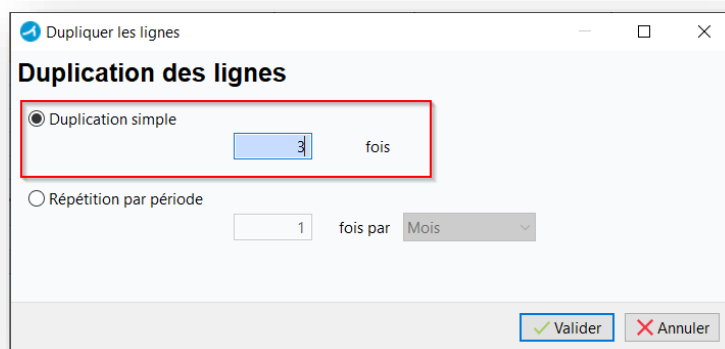 Dupliquer les lignes
Duplication des lignes
Duplication simple
3 fois
Répétition par période
1 fois par Mois
Valider Annuler